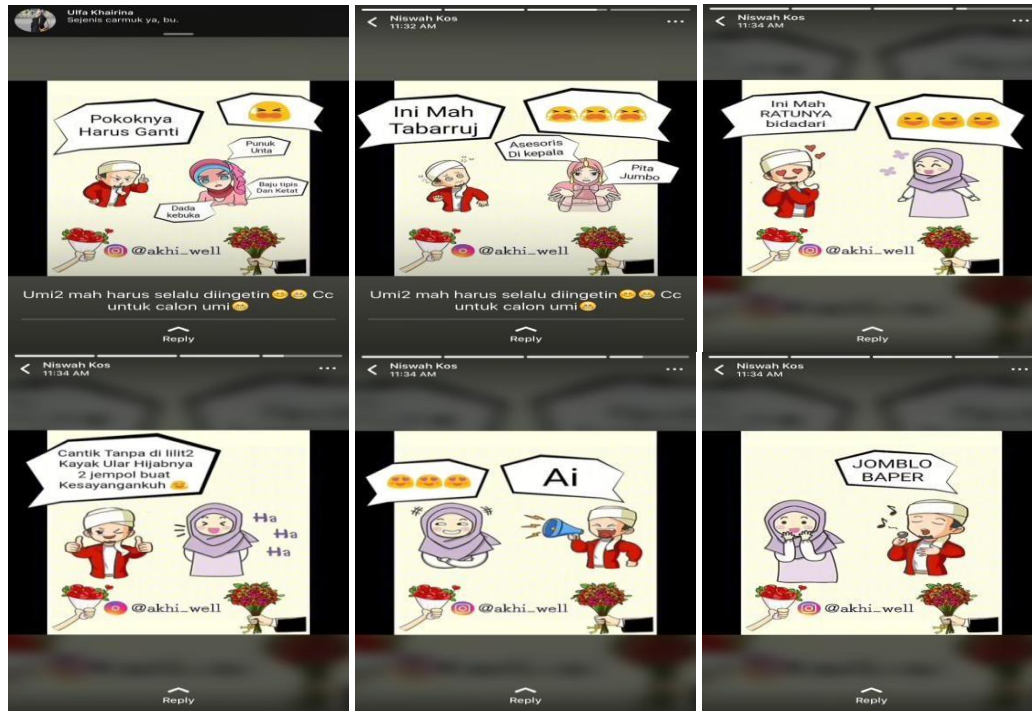 Ulfa Khairina
Sejenis carmuk ya, bu.
Pokoknya
Harus Ganti
Punuk
Unta
Baju tipis
Dan Ketat
Dada
kebuka
@akhi_well
Umi2 mah harus selalu diingetin😊😊 Cc
untuk calon umi😊
Reply
Niswah Kos
11:32 AM
Ini Mah
Tabarruj
😫😫😫
Asesoris
Di kepala
Pita
Jumbo
@akhi_well
Umi2 mah harus selalu diingetin😊😊 Cc
untuk calon umi😊
Reply
Niswah Kos
11:34 AM
Ini Mah
RATUNYA
bidadari
😆😆😆
@akhi_well
Reply
Niswah Kos
11:34 AM
Cantik Tanpa di lilit2
Kayak Ular Hijabnya
2 jempol buat
Kesayangankuh 🤗
Ha
Ha
Ha
@akhi_well
Reply
Niswah Kos
11:34 AM
😍😍😍
Ai
@akhi_well
Reply
Niswah Kos
11:34 AM
JOMBLO
BAPER
@akhi_well
Reply